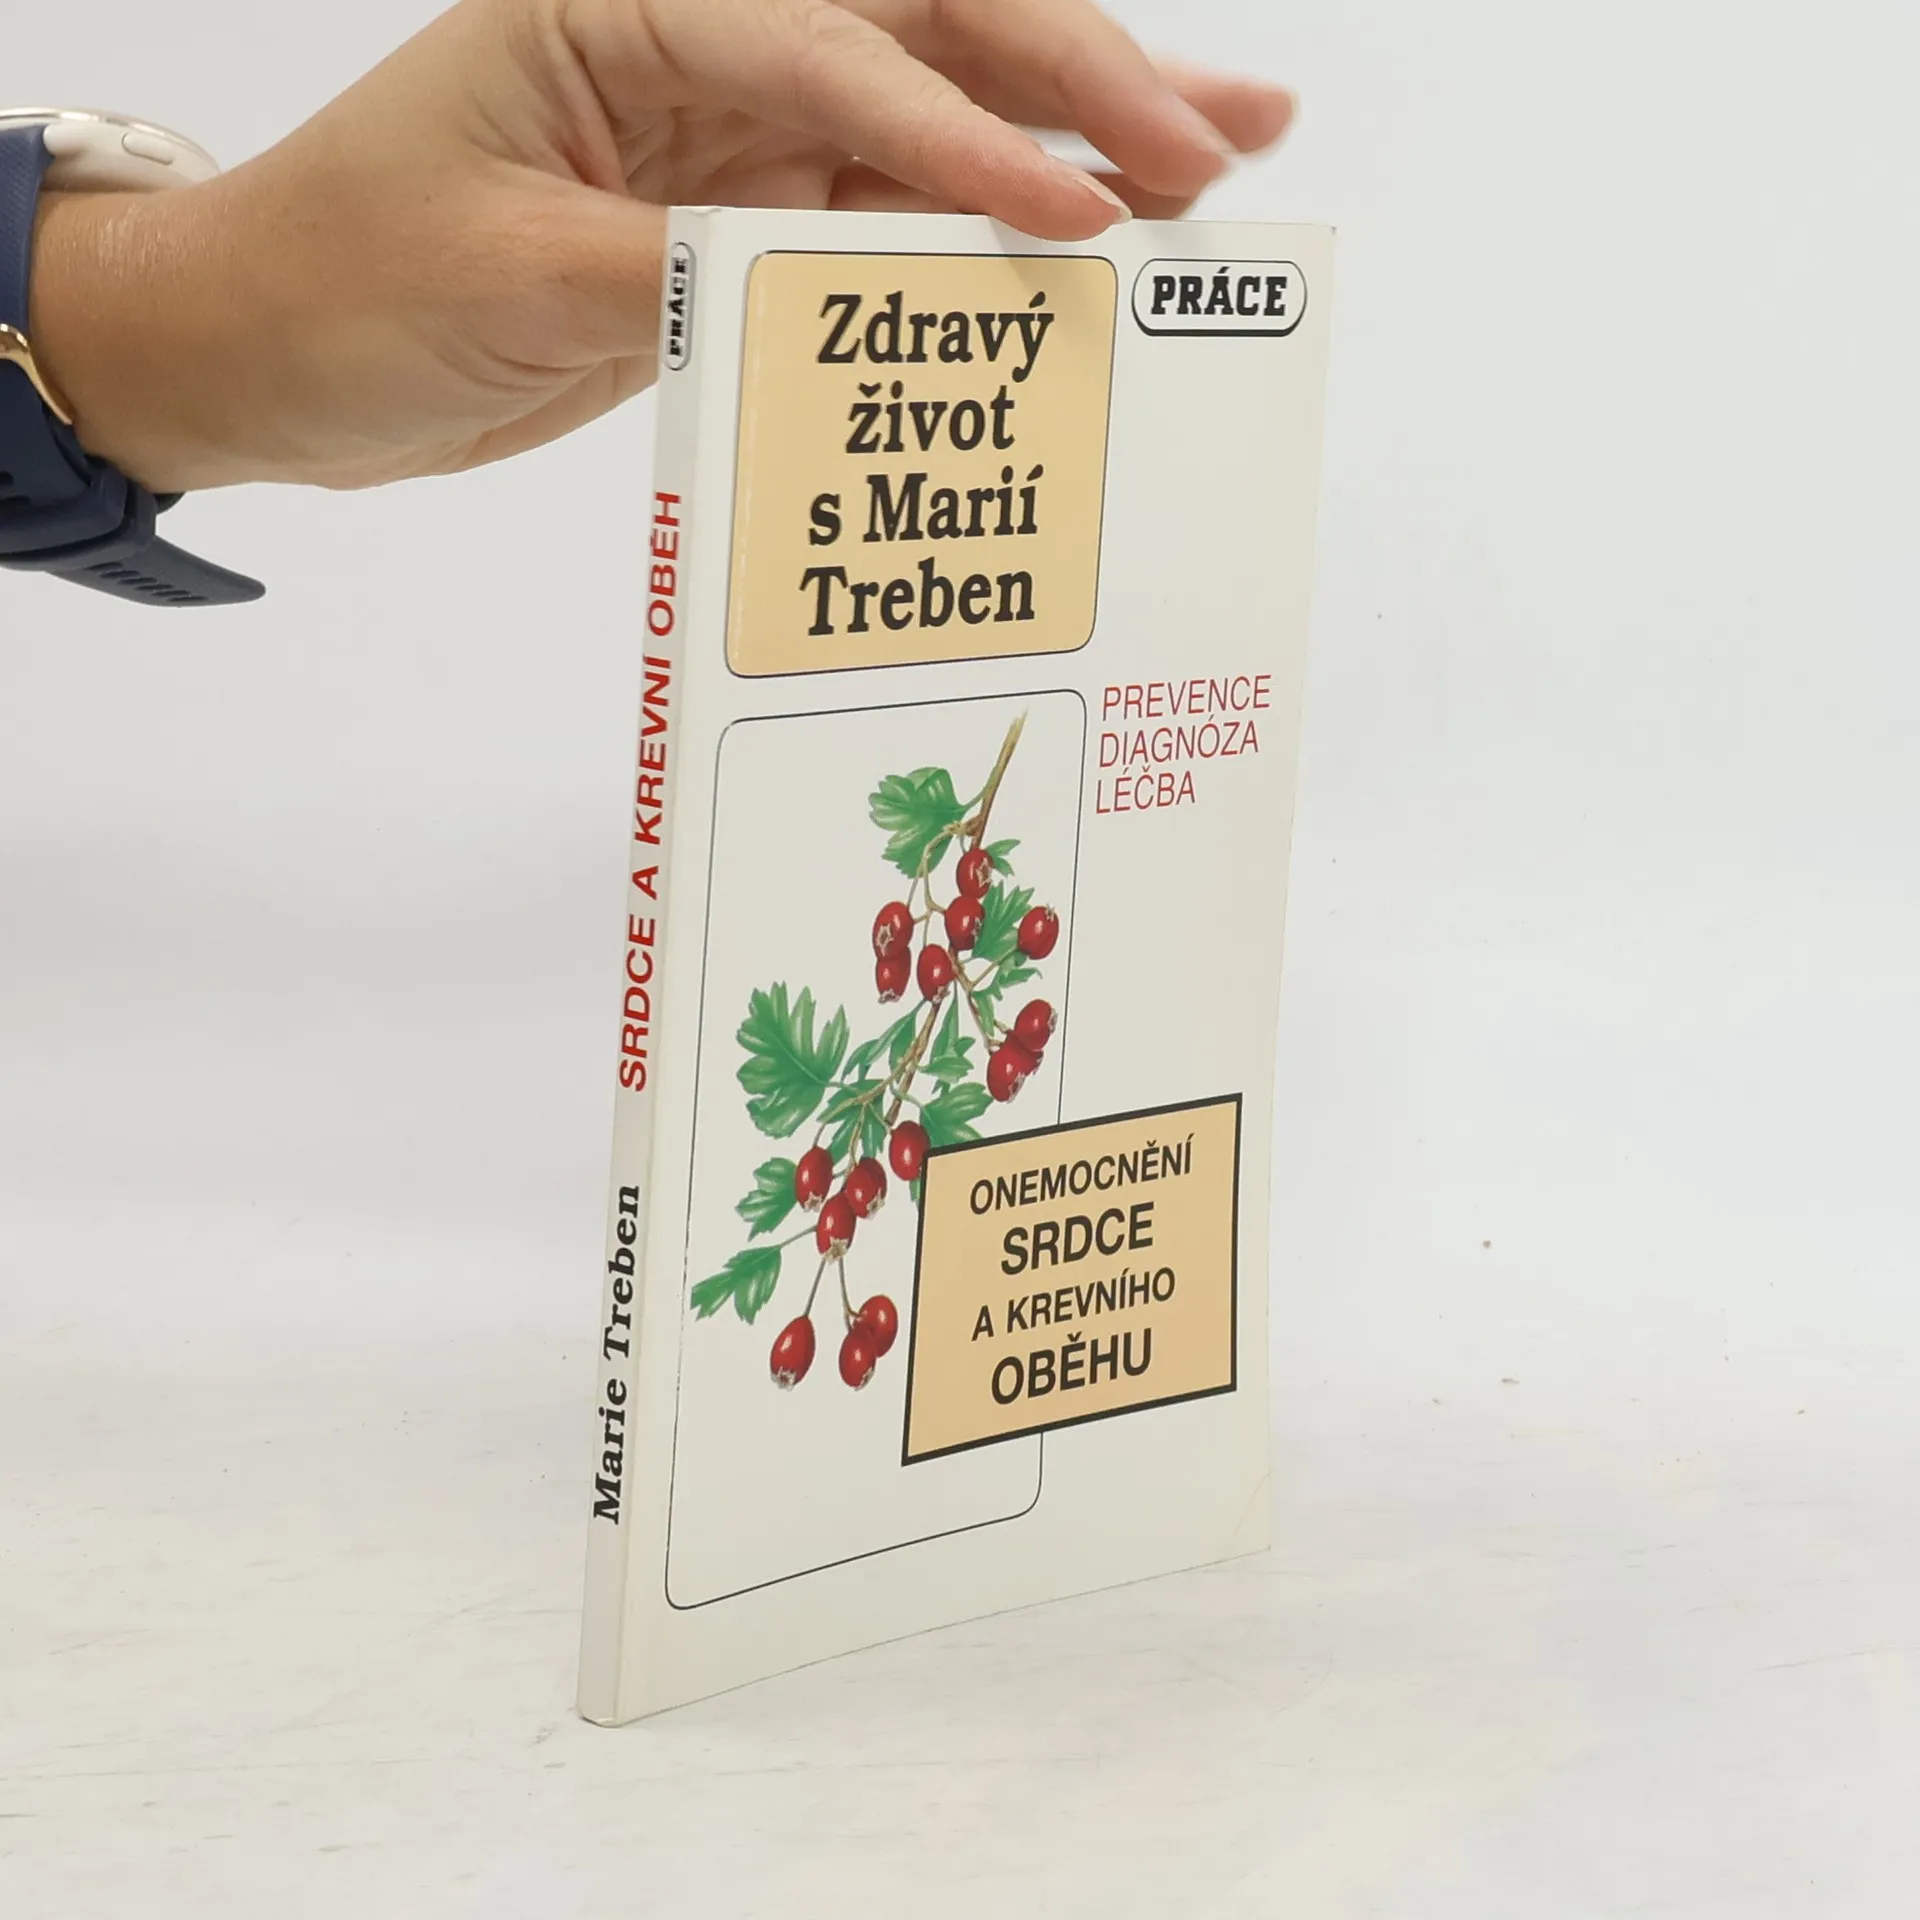 PRÁCE
Zdravý
život
s Marií
Treben
PRÁCE
PREVENCE
DIAGNÓZA
LÉČBA
ONEMOCNĚNÍ
SRDCE
A KREVNÍHO
OBĚHU
Marie Treben SRDCE A KREVNÍ OBĚH